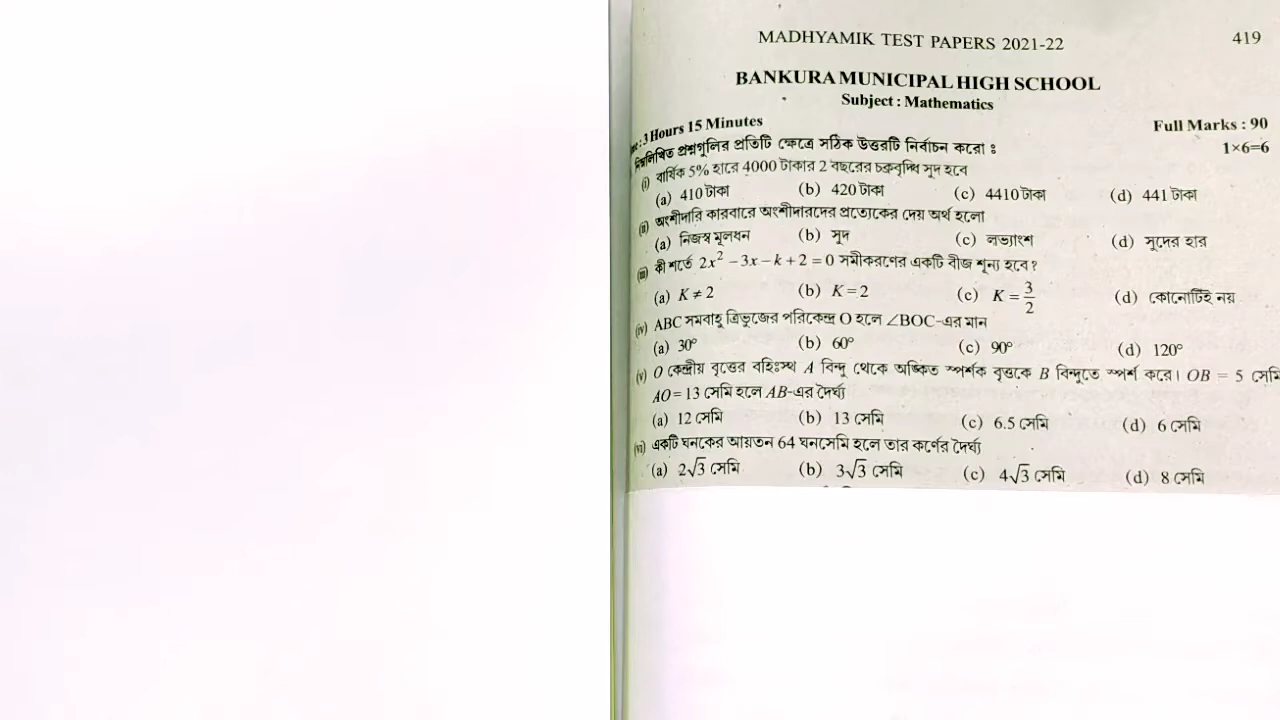 MADHYAMIK TEST PAPERS 2021-22 419
BANKURA MUNICIPAL HIGH SCHOOL
Subject : Mathematics
: 3 Hours 15 Minutes Full Marks : 90
নিম্নলিখিত প্রশ্নগুলির প্রতিটি ক্ষেত্রে সঠিক উত্তরটি নির্বাচন করো : 1×6=6
(i) বার্ষিক 5% হারে 4000 টাকার 2 বছরের চক্রবৃদ্ধি সুদ হবে
(a) 410 টাকা (b) 420 টাকা (c) 4410 টাকা (d) 441 টাকা
(ii) অংশীদারি কারবারে অংশীদারদের প্রত্যেকের দেয় অর্থ হলো
(a) নিজস্ব মূলধন (b) সুদ (c) লভ্যাংশ (d) সুদের হার
(iii) কী শর্তে 2x² − 3x − k + 2 = 0 সমীকরণের একটি বীজ শূন্য হবে?
(a) K ≠ 2 (b) K = 2 (c) K = 3/2 (d) কোনোটিই নয়
(iv) ABC সমবাহু ত্রিভুজের পরিকেন্দ্র O হলে ∠BOC-এর মান
(a) 30° (b) 60° (c) 90° (d) 120°
(v) O কেন্দ্রীয় বৃত্তের বহিঃস্থ A বিন্দু থেকে অঙ্কিত স্পর্শক বৃত্তকে B বিন্দুতে স্পর্শ করে। OB = 5 সেমি
AO = 13 সেমি হলে AB-এর দৈর্ঘ্য
(a) 12 সেমি (b) 13 সেমি (c) 6.5 সেমি (d) 6 সেমি
(vi) একটি ঘনকের আয়তন 64 ঘনসেমি হলে তার কর্ণের দৈর্ঘ্য
(a) 2√3 সেমি (b) 3√3 সেমি (c) 4√3 সেমি (d) 8 সেমি